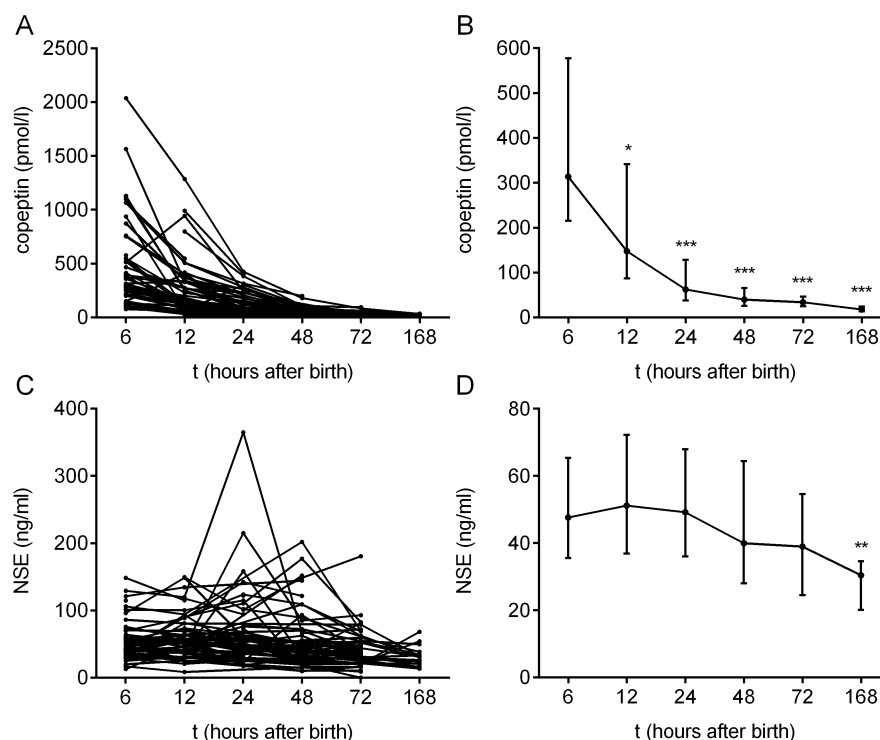 A
copeptin (pmol/l)
2500
2000
1500
1000
500
0
6 12 24 48 72 168
t (hours after birth)
B
copeptin (pmol/l)
600
500
400
300
200
100
0
*
***
***
***
***
6 12 24 48 72 168
t (hours after birth)
C
NSE (ng/ml)
400
300
200
100
0
6 12 24 48 72 168
t (hours after birth)
D
NSE (ng/ml)
80
60
40
20
0
**
6 12 24 48 72 168
t (hours after birth)